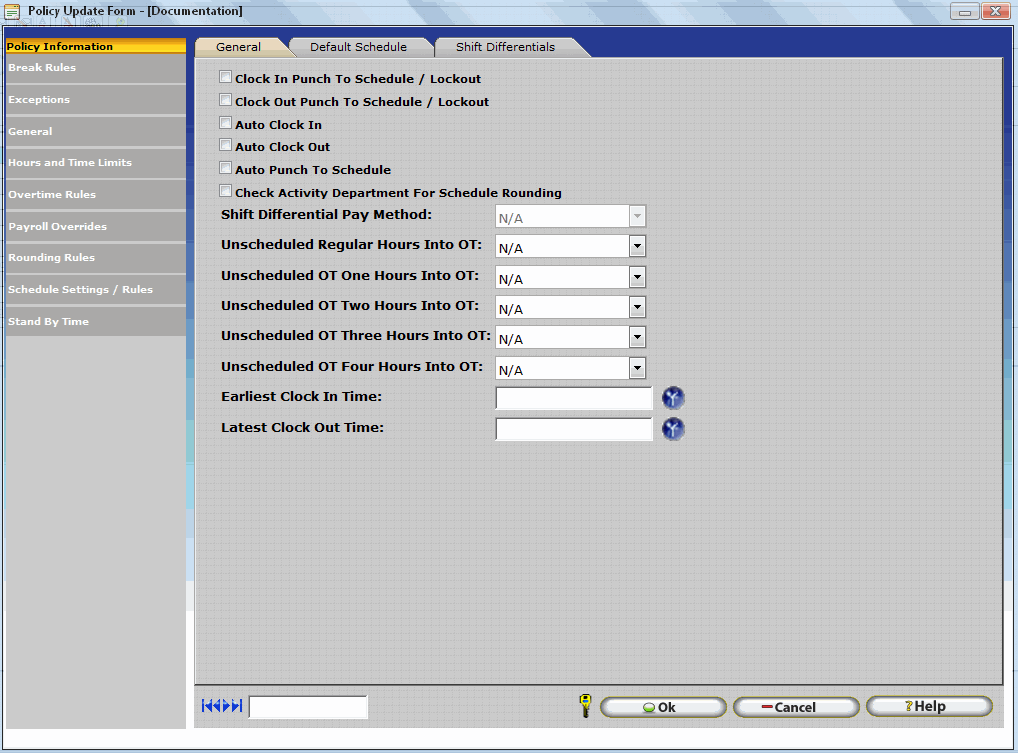 Policy Update Form - [Documentation]
Policy Information
Break Rules
Exceptions
General
Hours and Time Limits
Overtime Rules
Payroll Overrides
Rounding Rules
Schedule Settings / Rules
Stand By Time
General
Default Schedule
Shift Differentials
Clock In Punch To Schedule / Lockout
Clock Out Punch To Schedule / Lockout
Auto Clock In
Auto Clock Out
Auto Punch To Schedule
Check Activity Department For Schedule Rounding
Shift Differential Pay Method: N/A
Unscheduled Regular Hours Into OT: N/A
Unscheduled OT One Hours Into OT: N/A
Unscheduled OT Two Hours Into OT: N/A
Unscheduled OT Three Hours Into OT: N/A
Unscheduled OT Four Hours Into OT: N/A
Earliest Clock In Time:
Latest Clock Out Time:
Ok
Cancel
? Help